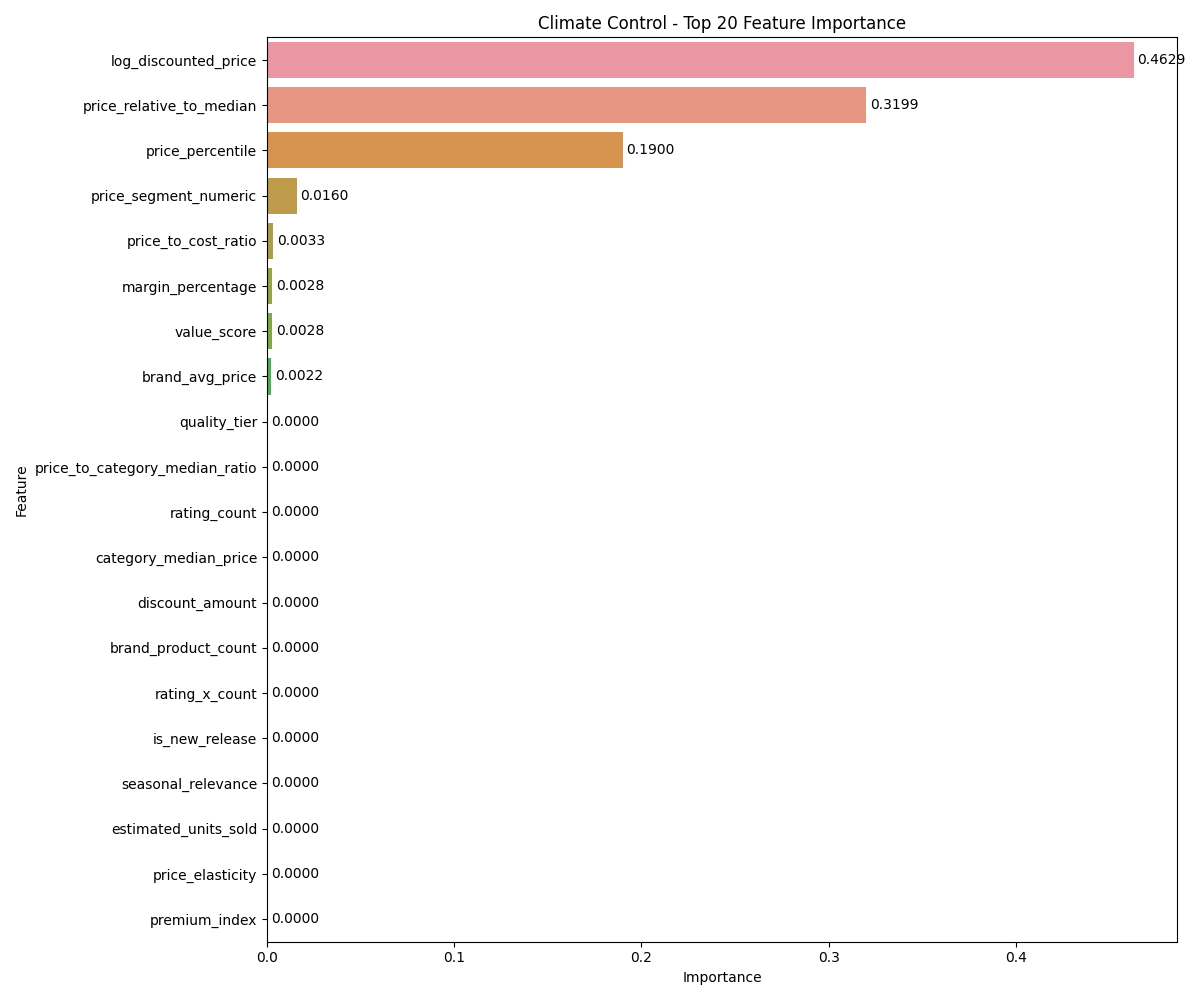 Climate Control - Top 20 Feature Importance
log_discounted_price 0.4629
price_relative_to_median 0.3199
price_percentile 0.1900
price_segment_numeric 0.0160
price_to_cost_ratio 0.0033
margin_percentage 0.0028
value_score 0.0028
brand_avg_price 0.0022
quality_tier 0.0000
price_to_category_median_ratio 0.0000
rating_count 0.0000
category_median_price 0.0000
discount_amount 0.0000
brand_product_count 0.0000
rating_x_count 0.0000
is_new_release 0.0000
seasonal_relevance 0.0000
estimated_units_sold 0.0000
price_elasticity 0.0000
premium_index 0.0000
Feature
0.0 0.1 0.2 0.3 0.4
Importance